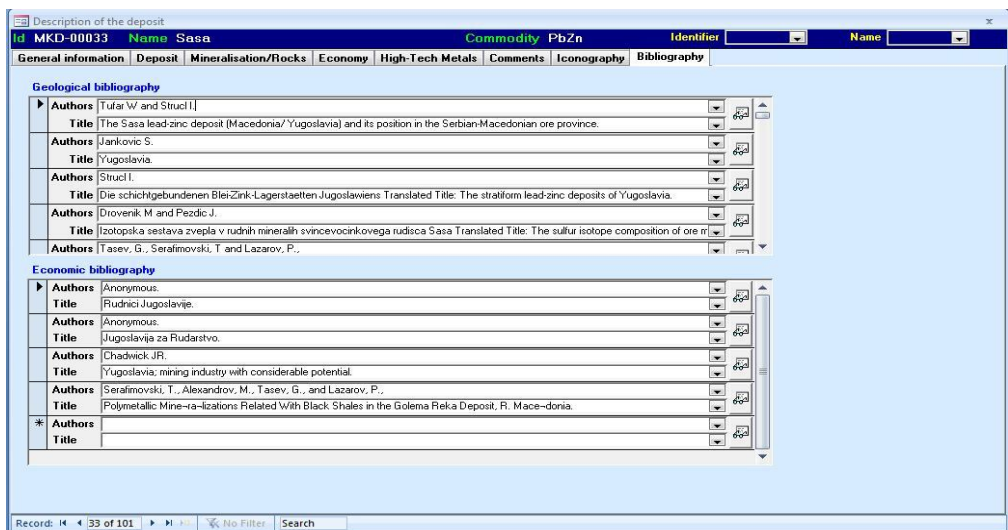 Description of the deposit x
Id MKD-00033 Name Sasa Commodity PbZn Identifier Name
General information Deposit Mineralisation/Rocks Economy High-Tech Metals Comments Iconography Bibliography
Geological bibliography
Authors Tufar W and Strucl I.
Title The Sasa lead-zinc deposit (Macedonia/ Yugoslavia) and its position in the Serbian-Macedonian ore province.
Authors Jankovic S.
Title Yugoslavia.
Authors Strucl I.
Title Die schichtgebundenen Blei-Zink-Lagerstaetten Jugoslawiens Translated Title: The stratiform lead-zinc deposits of Yugoslavia.
Authors Drovenik M and Pezdic J.
Title Izotopska sestava zvepla v rudnih mineralih svincevocinkovega rudisca Sasa Translated Title: The sulfur isotope composition of ore m
Authors Tasev, G., Serafimovski, T and Lazarov, P.,
Economic bibliography
Authors Anonymous.
Title Rudnici Jugoslavije.
Authors Anonymous.
Title Jugoslavija za Rudarstvo.
Authors Chadwick JR.
Title Yugoslavia; mining industry with considerable potential.
Authors Serafimovski, T., Alexandrov, M., Tasev, G., and Lazarov, P.,
Title Polymetallic Mine¬ra¬lizations Related With Black Shales in the Golema Reka Deposit, R. Mace¬donia.
* Authors
Title
Record: 33 of 101 No Filter Search